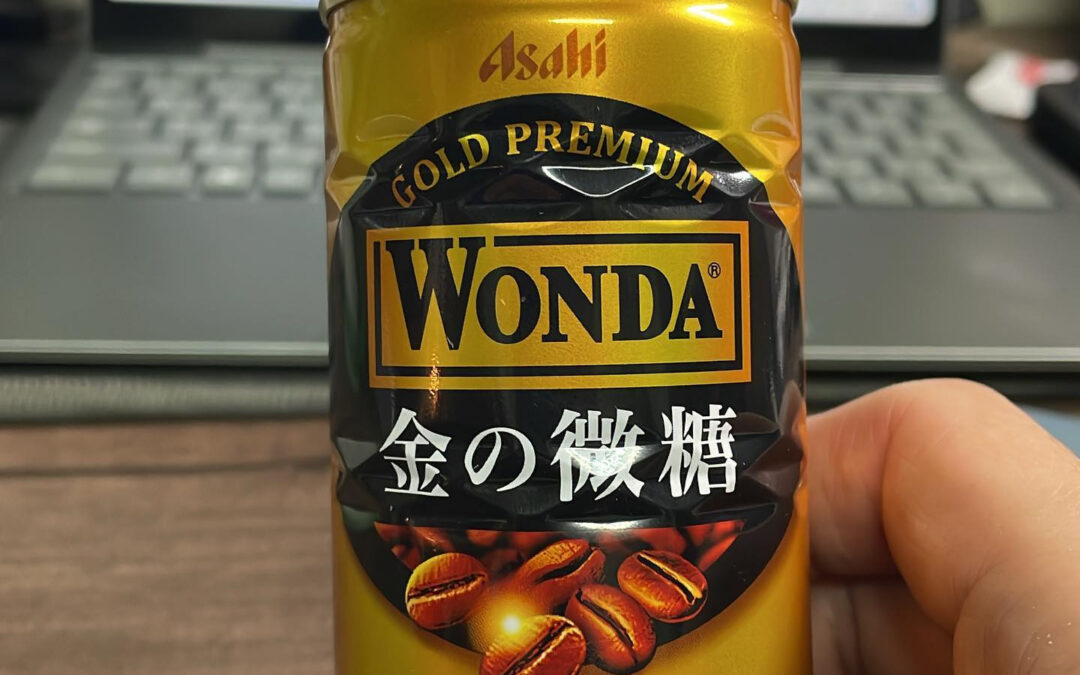 Asahi
GOLD PREMIUM
WONDA®
金の微糖